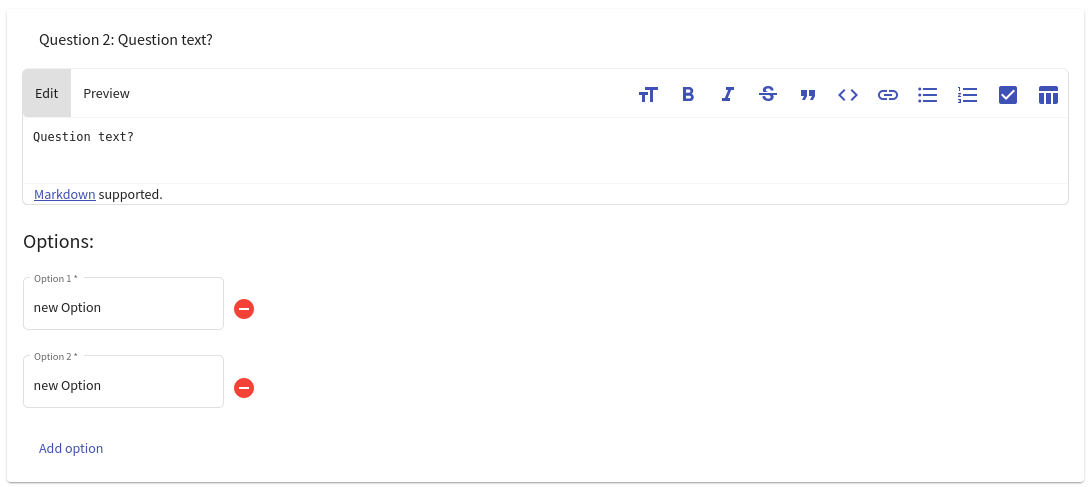 Question 2: Question text?
Edit Preview
Question text?
Markdown supported.
Options:
Option 1 *
new Option
Option 2 *
new Option
Add option